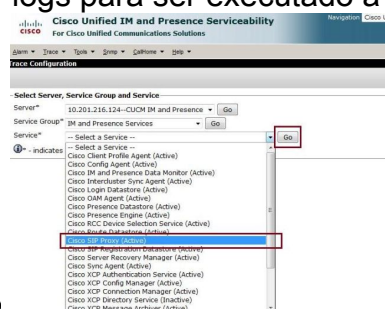 logs para ser executado a
cisco
Cisco Unified IM and Presence Serviceability
For Cisco Unified Communications Solutions
Navigation Cisco U
Alarm Trace Tools Snmp CallHome Help
Trace Configuration
Select Server, Service Group and Service
Server* 10.201.216.124--CUCM IM and Presence Go
Service Group* IM and Presence Services Go
Service* -- Select a Service -- Go
* - indicates
-- Select a Service --
Cisco Client Profile Agent (Active)
Cisco Config Agent (Active)
Cisco IM and Presence Data Monitor (Active)
Cisco Intercluster Sync Agent (Active)
Cisco Login Datastore (Active)
Cisco OAM Agent (Active)
Cisco Presence Datastore (Active)
Cisco Presence Engine (Active)
Cisco RCC Device Selection Service (Active)
Cisco Route Datastore (Active)
Cisco SIP Proxy (Active)
Cisco SIP Registration Datastore (Active)
Cisco Server Recovery Manager (Active)
Cisco Sync Agent (Active)
Cisco XCP Authentication Service (Active)
Cisco XCP Config Manager (Active)
Cisco XCP Connection Manager (Active)
Cisco XCP Directory Service (Inactive)
Cisco XCP Message Archiver (Active)